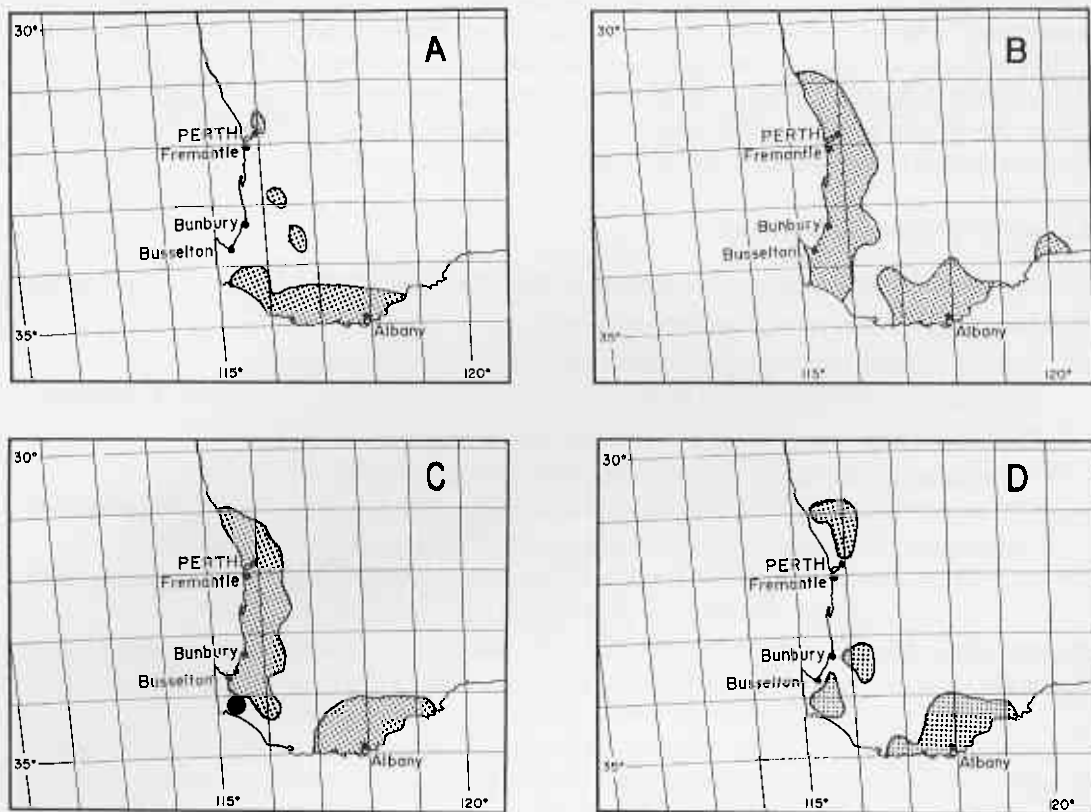 A
30°
PERTH
Fremantle
Bunbury
Busselton
Albany
35°
115°
120°
B
30°
PERTH
Fremantle
Bunbury
Busselton
Albany
35°
115°
120°
C
30°
PERTH
Fremantle
Bunbury
Busselton
Albany
35°
115°
120°
D
30°
PERTH
Fremantle
Bunbury
Busselton
Albany
35°
115°
120°